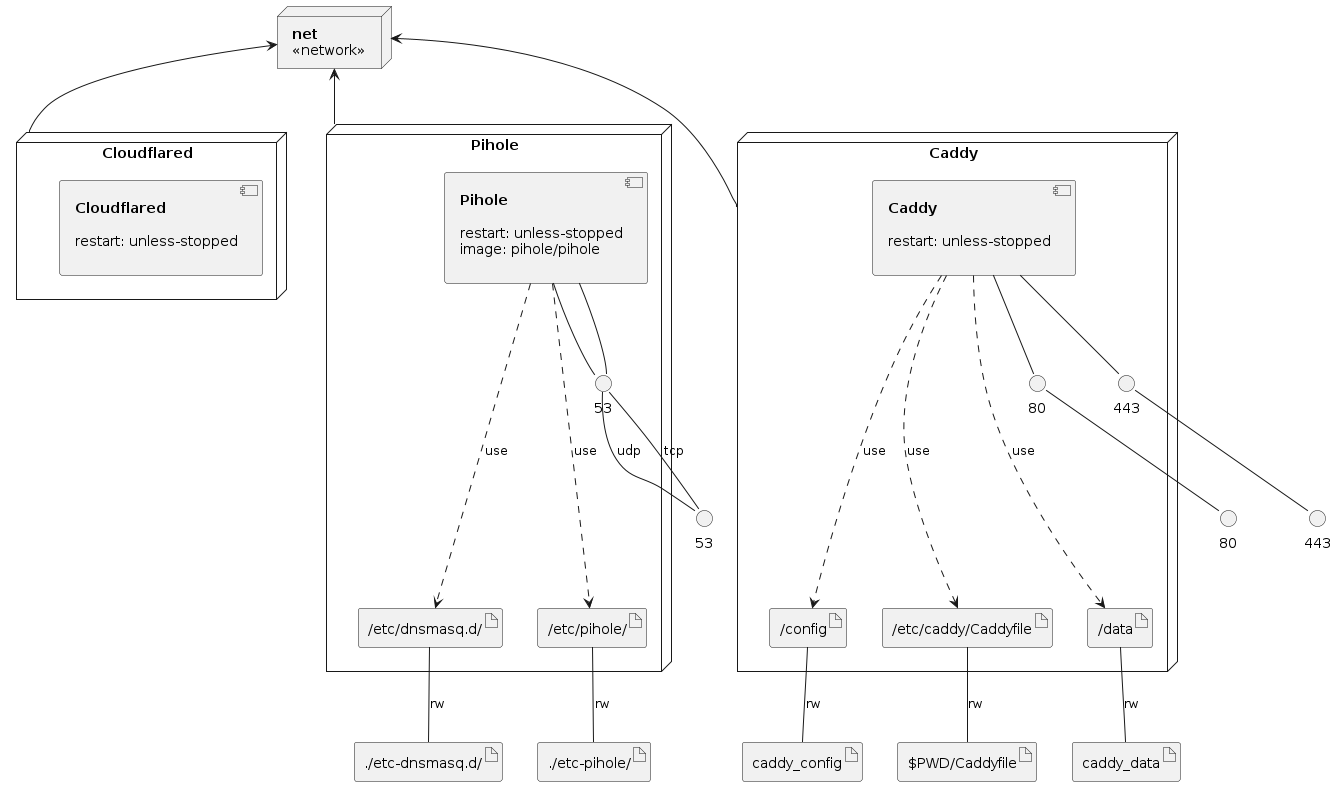 net
«network»
Cloudflared
Cloudflared
restart: unless-stopped
Pihole
Pihole
restart: unless-stopped
image: pihole/pihole
Caddy
Caddy
restart: unless-stopped
53
80
443
use
use
udp
tcp
use
use
use
53
80
443
/etc/dnsmasq.d/
/etc/pihole/
/config
/etc/caddy/Caddyfile
/data
rw
rw
rw
rw
rw
./etc-dnsmasq.d/
./etc-pihole/
caddy_config
$PWD/Caddyfile
caddy_data